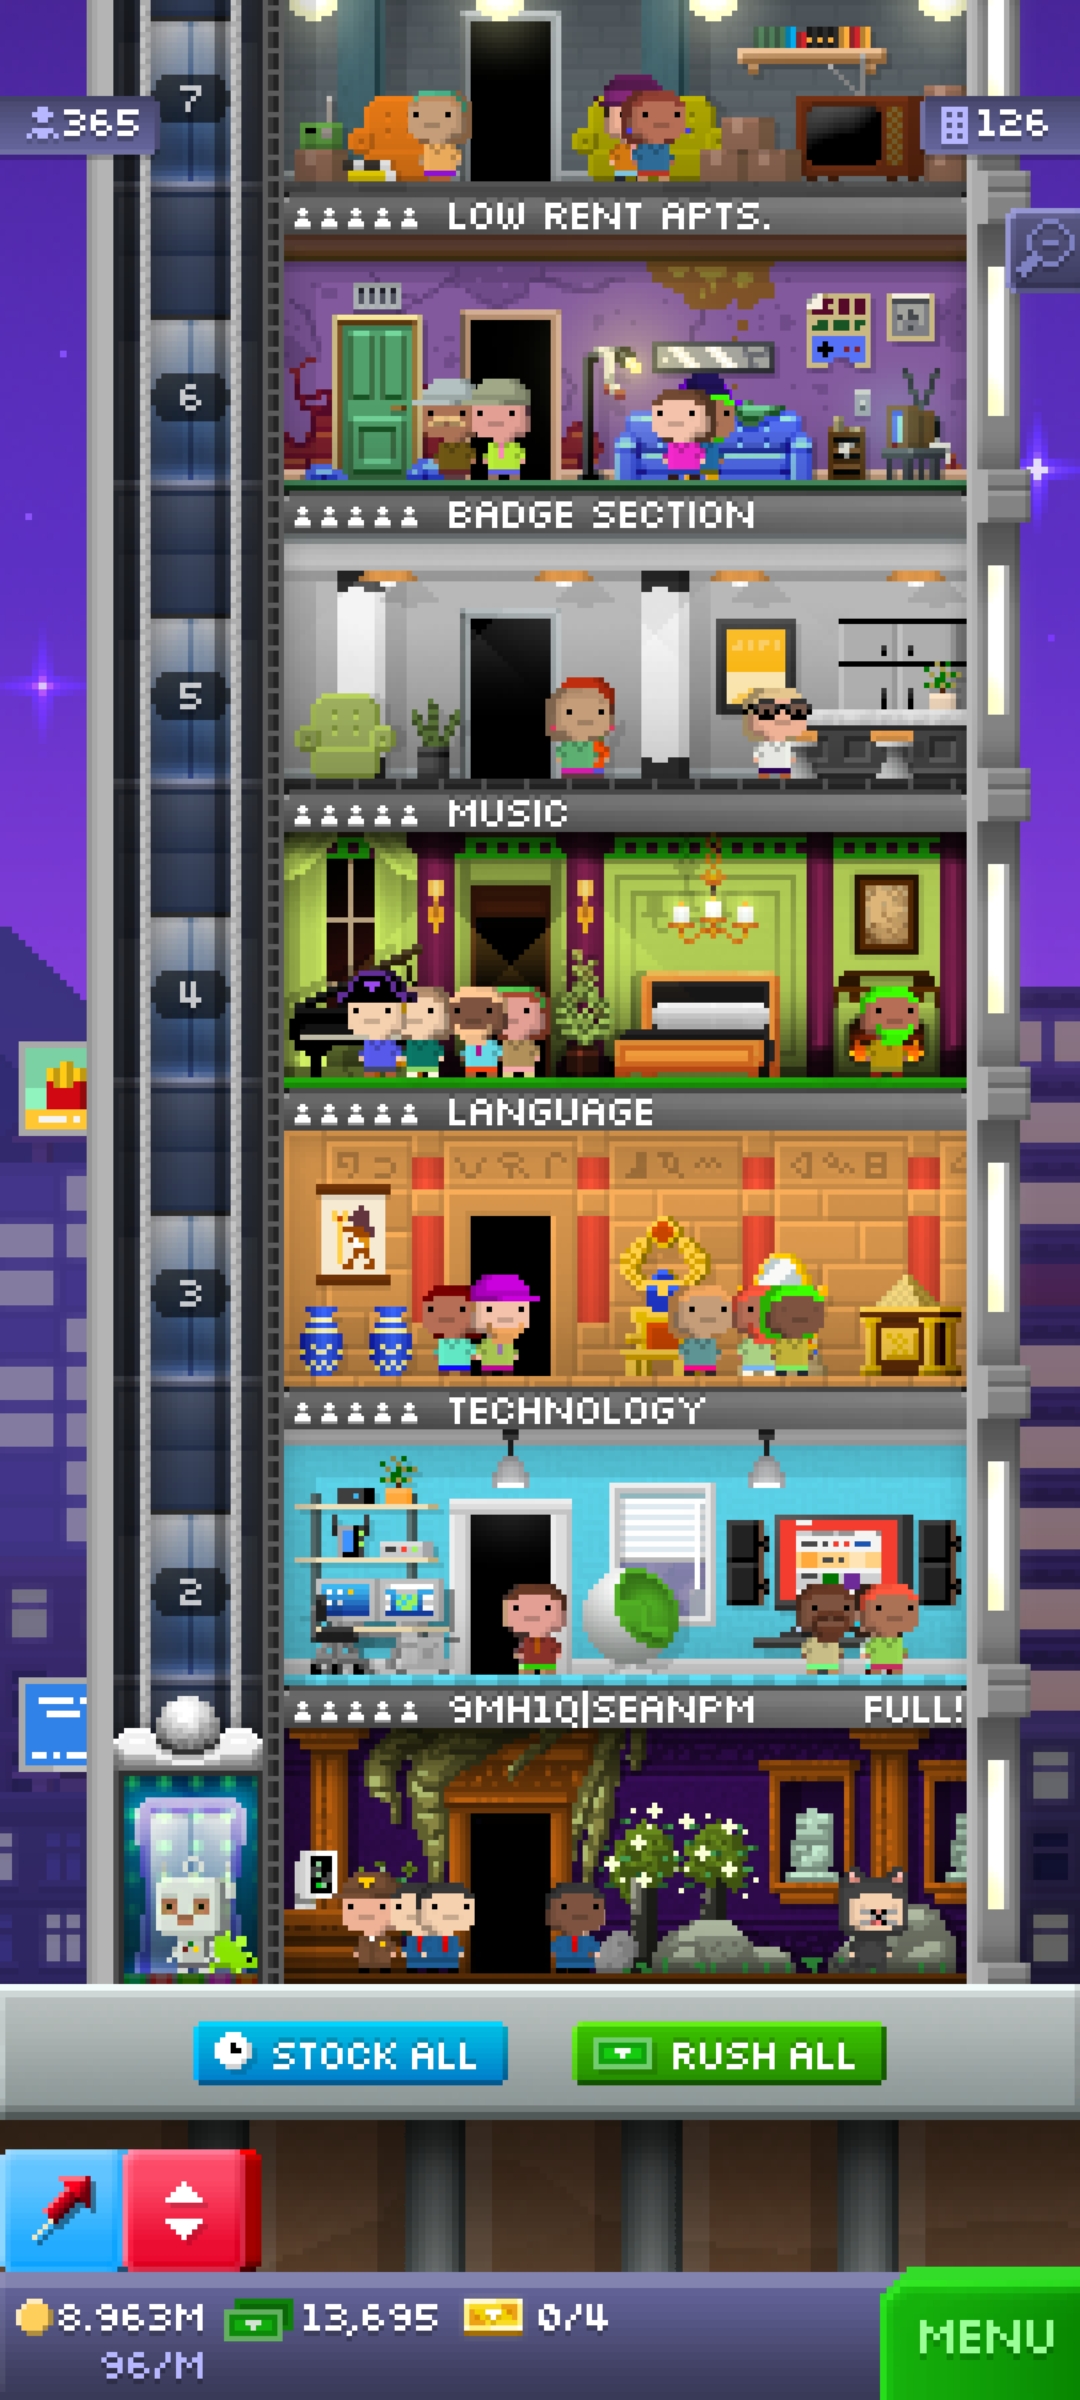 7
365
126
LOW RENT APTS.
6
BADGE SECTION
5
MUSIC
4
LANGUAGE
3
TECHNOLOGY
2
9MH1Q|SEANPM FULL!
STOCK ALL
RUSH ALL
8.963M
13,695
0/4
96/M
MENU